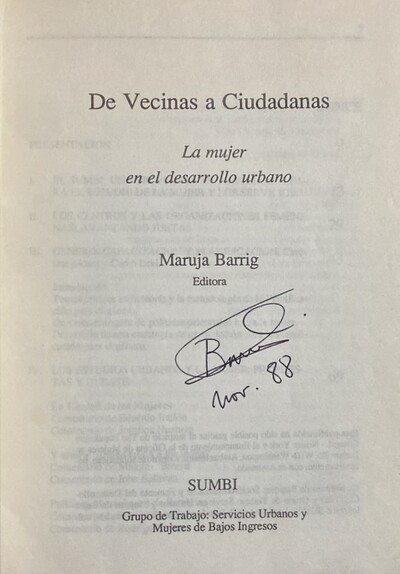 De Vecinas a Ciudadanas
La mujer
en el desarrollo urbano
Maruja Barrig
Editora
Nov. 88
SUMBI
Grupo de Trabajo: Servicios Urbanos y
Mujeres de Bajos Ingresos